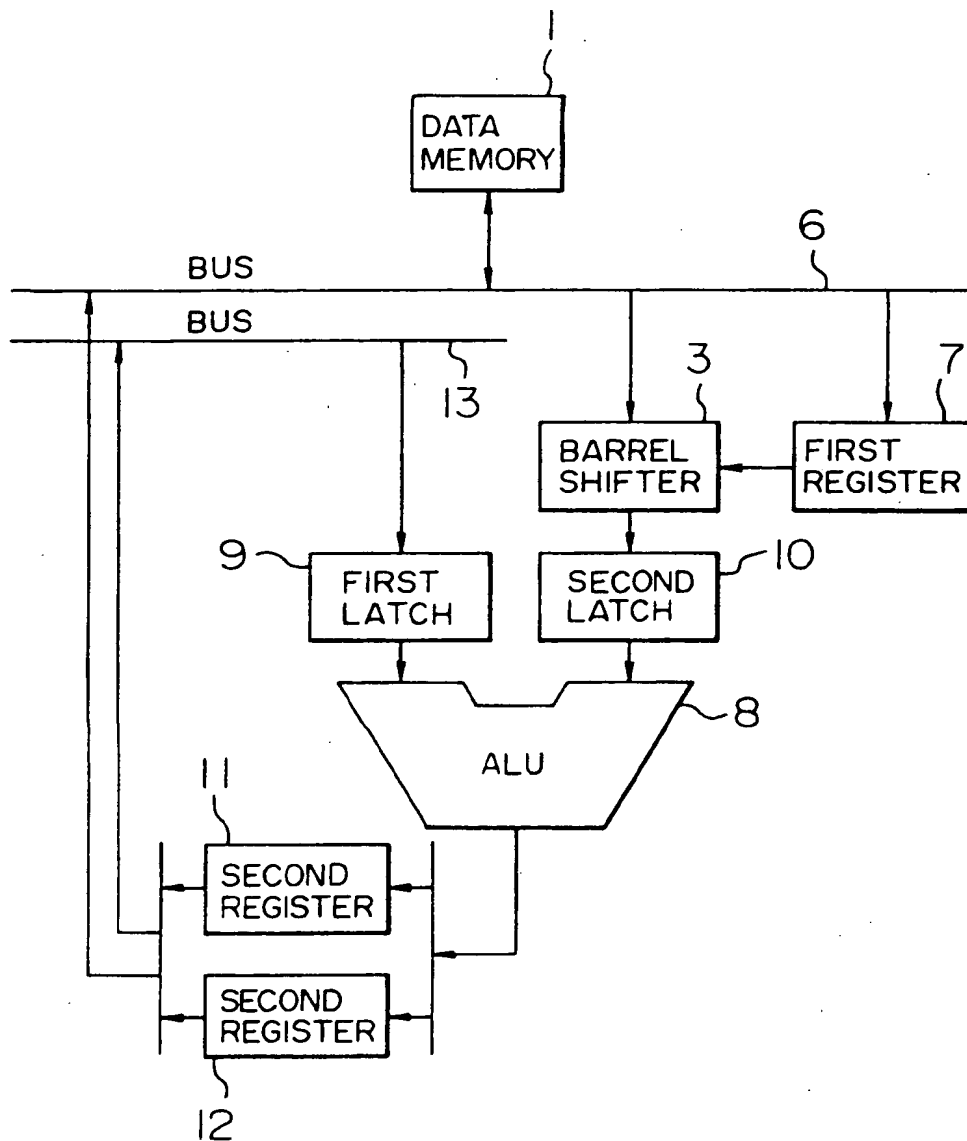 1
DATA
MEMORY
BUS
6
BUS
13
3
7
BARREL
SHIFTER
FIRST
REGISTER
9
FIRST
LATCH
SECOND
LATCH
10
8
ALU
11
SECOND
REGISTER
SECOND
REGISTER
12